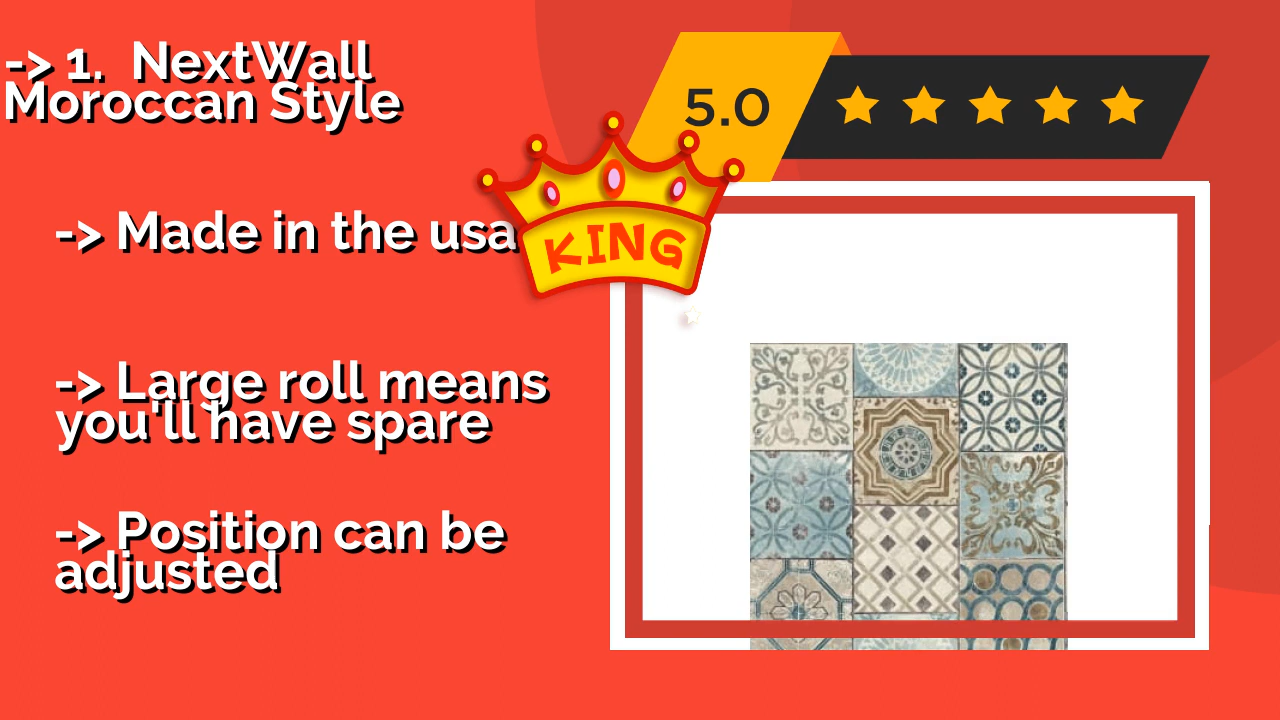 -> 1.  NextWall
Moroccan Style
5.0
KING
-> Made in the usa
-> Large roll means
you'll have spare
-> Position can be
adjusted